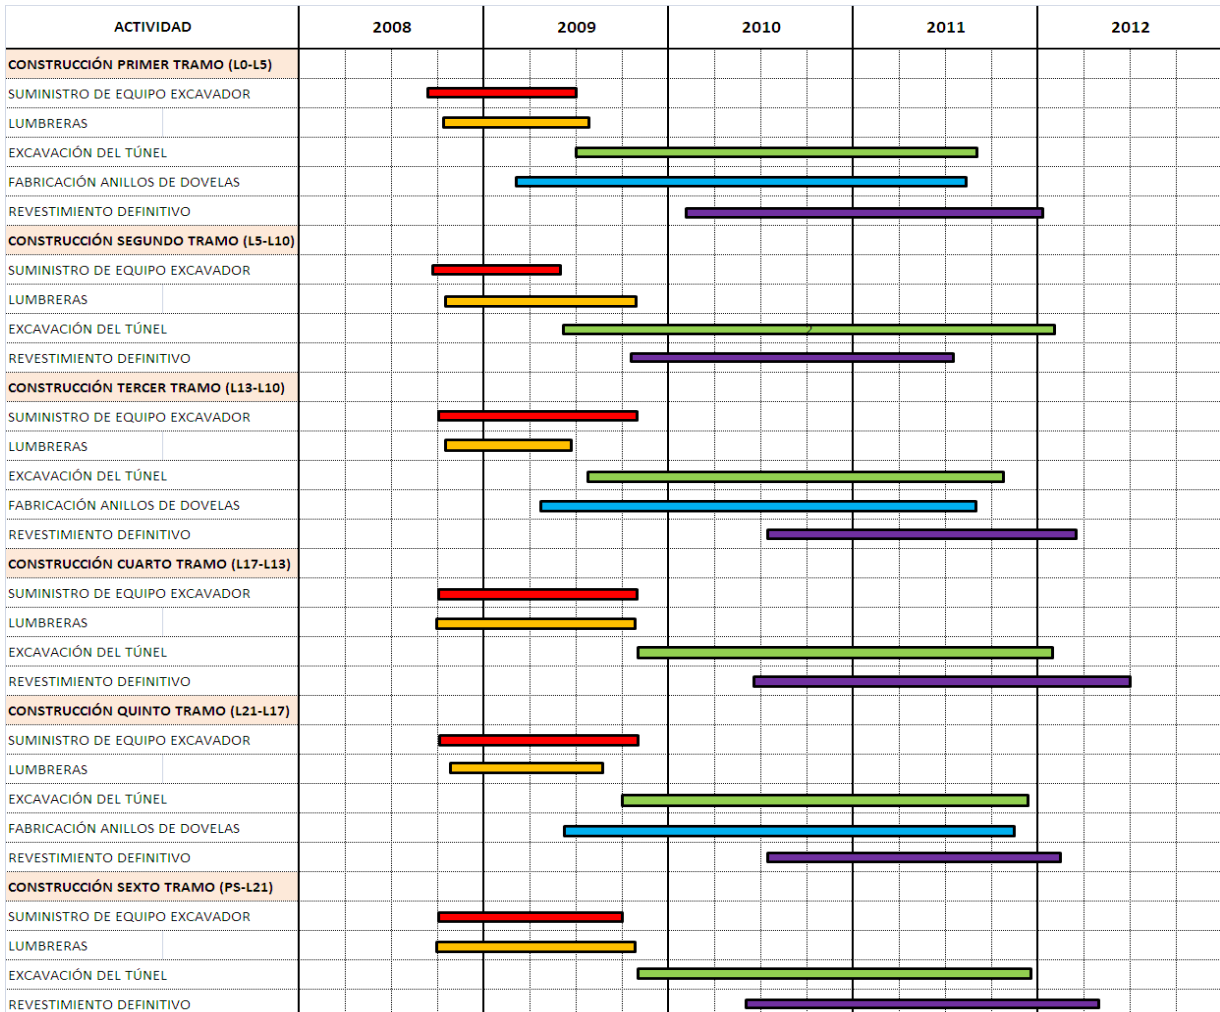 ACTIVIDAD 2008 2009 2010 2011 2012
CONSTRUCCIÓN PRIMER TRAMO (L0-L5)
SUMINISTRO DE EQUIPO EXCAVADOR
LUMBRERAS
EXCAVACIÓN DEL TÚNEL
FABRICACIÓN ANILLOS DE DOVELAS
REVESTIMIENTO DEFINITIVO
CONSTRUCCIÓN SEGUNDO TRAMO (L5-L10)
SUMINISTRO DE EQUIPO EXCAVADOR
LUMBRERAS
EXCAVACIÓN DEL TÚNEL 2
REVESTIMIENTO DEFINITIVO
CONSTRUCCIÓN TERCER TRAMO (L13-L10)
SUMINISTRO DE EQUIPO EXCAVADOR
LUMBRERAS
EXCAVACIÓN DEL TÚNEL
FABRICACIÓN ANILLOS DE DOVELAS
REVESTIMIENTO DEFINITIVO
CONSTRUCCIÓN CUARTO TRAMO (L17-L13)
SUMINISTRO DE EQUIPO EXCAVADOR
LUMBRERAS
EXCAVACIÓN DEL TÚNEL
REVESTIMIENTO DEFINITIVO
CONSTRUCCIÓN QUINTO TRAMO (L21-L17)
SUMINISTRO DE EQUIPO EXCAVADOR
LUMBRERAS
EXCAVACIÓN DEL TÚNEL
FABRICACIÓN ANILLOS DE DOVELAS
REVESTIMIENTO DEFINITIVO
CONSTRUCCIÓN SEXTO TRAMO (PS-L21)
SUMINISTRO DE EQUIPO EXCAVADOR
LUMBRERAS
EXCAVACIÓN DEL TÚNEL
REVESTIMIENTO DEFINITIVO